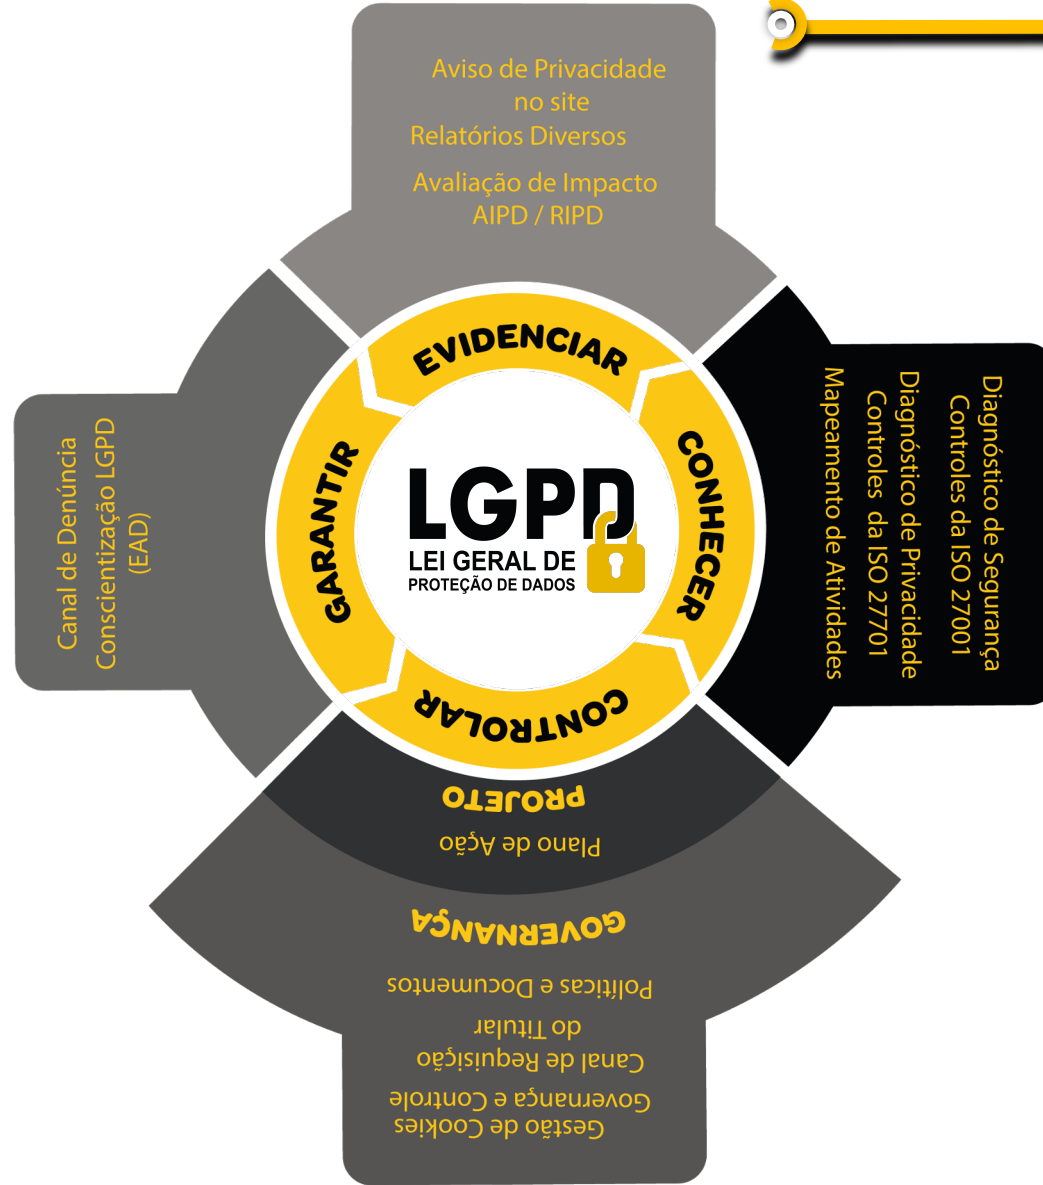 Aviso de Privacidade
no site
Relatórios Diversos
Avaliação de Impacto
AIPD / RIPD
EVIDENCIAR
CONHECER
Diagnóstico de Segurança
Controles da ISO 27001
Diagnóstico de Privacidade
Controles da ISO 27701
Mapeamento de Atividades
CONTROLAR
PROJETO
Plano de Ação
GOVERNANÇA
Gestão de Cookies
Governança e Controle
Canal de Requisição
do Titular
Políticas e Documentos
GARANTIR
Canal de Denúncia
Conscientização LGPD
(EAD)
LGPD
LEI GERAL DE
PROTEÇÃO DE DADOS